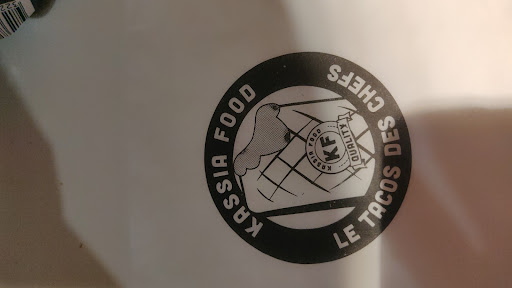 KASSIA FOOD
LE TACOS DES CHEFS
KASSIA FOOD
KF
QUALITY